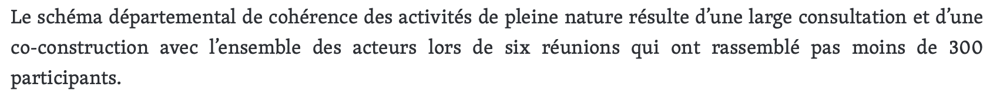 Le schéma départemental de cohérence des activités de pleine nature résulte d’une large consultation et d’une
co-construction avec l’ensemble des acteurs lors de six réunions qui ont rassemblé pas moins de 300
participants.